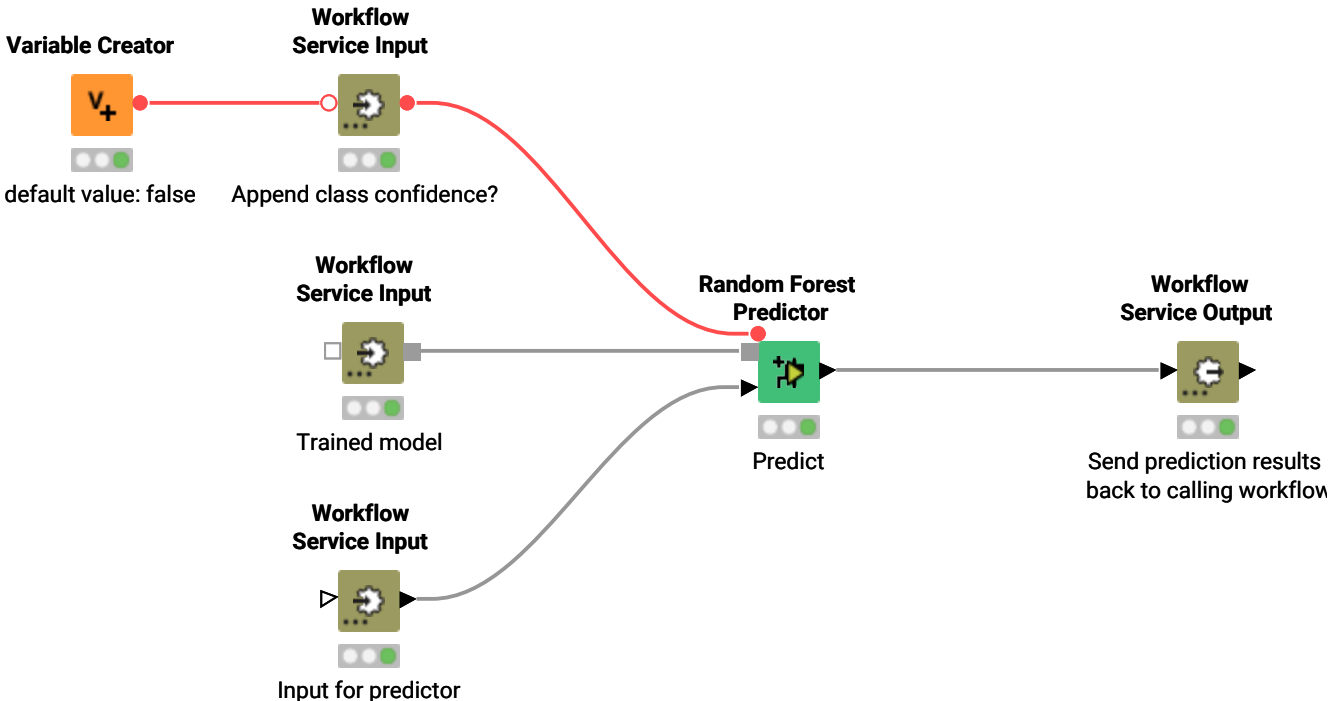 Workflow
Service Input
Variable Creator
V+
default value: false
Append class confidence?
Workflow
Service Input
Trained model
Random Forest
Predictor
Predict
Workflow
Service Output
Send prediction results
back to calling workflow
Workflow
Service Input
Input for predictor